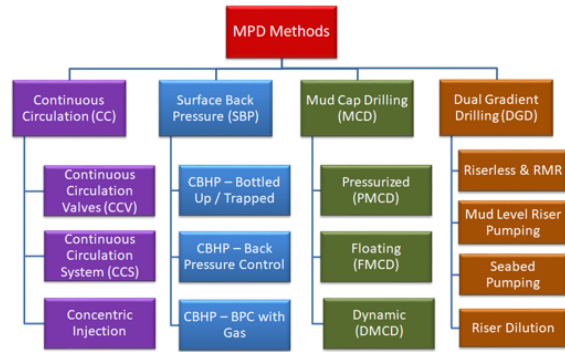 MPD Methods
Continuous
Circulation (CC)
Surface Back
Pressure (SBP)
Mud Cap Drilling
(MCD)
Dual Gradient
Drilling (DGD)
Continuous
Circulation
Valves (CCV)
Continuous
Circulation
System (CCS)
Concentric
Injection
CBHP – Bottled
Up / Trapped
CBHP – Back
Pressure Control
CBHP – BPC with
Gas
Pressurized
(PMCD)
Floating
(FMCD)
Dynamic
(DMCD)
Riserless & RMR
Mud Level Riser
Pumping
Seabed
Pumping
Riser Dilution